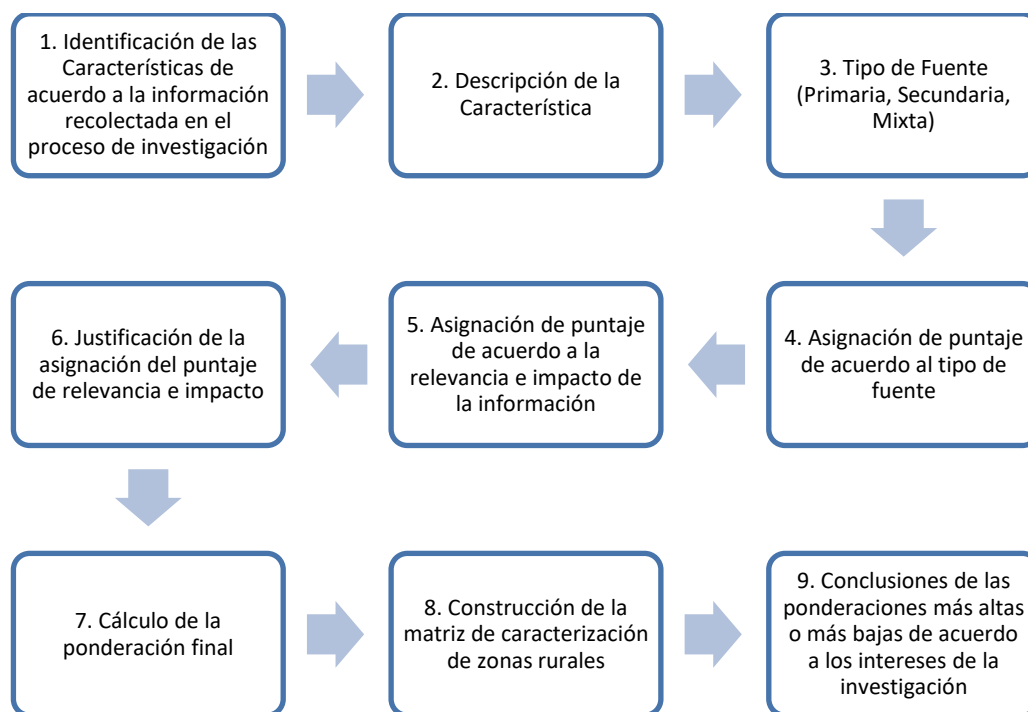 1. Identificación de las
Características de
acuerdo a la información
recolectada en el
proceso de investigación
2. Descripción de la
Característica
3. Tipo de Fuente
(Primaria, Secundaria,
Mixta)
4. Asignación de puntaje
de acuerdo al tipo de
fuente
5. Asignación de puntaje
de acuerdo a la
relevancia e impacto de
la información
6. Justificación de la
asignación del puntaje
de relevancia e impacto
7. Cálculo de la
ponderación final
8. Construcción de la
matriz de caracterización
de zonas rurales
9. Conclusiones de las
ponderaciones más altas
o más bajas de acuerdo
a los intereses de la
investigación